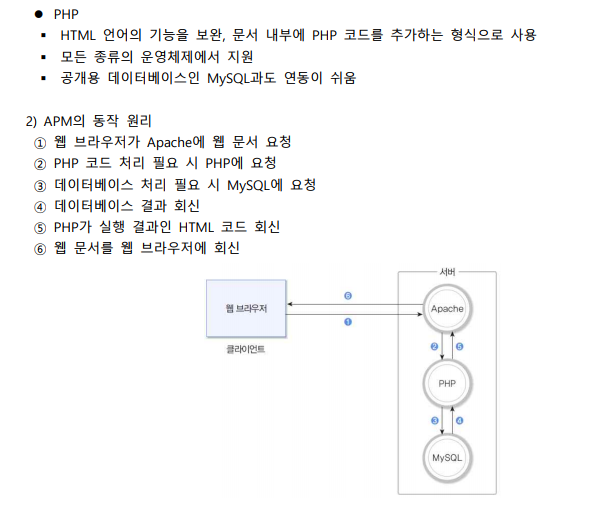 ● PHP
▪ HTML 언어의 기능을 보완, 문서 내부에 PHP 코드를 추가하는 형식으로 사용
▪ 모든 종류의 운영체제에서 지원
▪ 공개용 데이터베이스인 MySQL과도 연동이 쉬움
2) APM의 동작 원리
① 웹 브라우저가 Apache에 웹 문서 요청
② PHP 코드 처리 필요 시 PHP에 요청
③ 데이터베이스 처리 필요 시 MySQL에 요청
④ 데이터베이스 결과 회신
⑤ PHP가 실행 결과인 HTML 코드 회신
⑥ 웹 문서를 웹 브라우저에 회신
서버
⑥
웹 브라우저
Apache
①
클라이언트
② ⑤
PHP
③ ④
MySQL